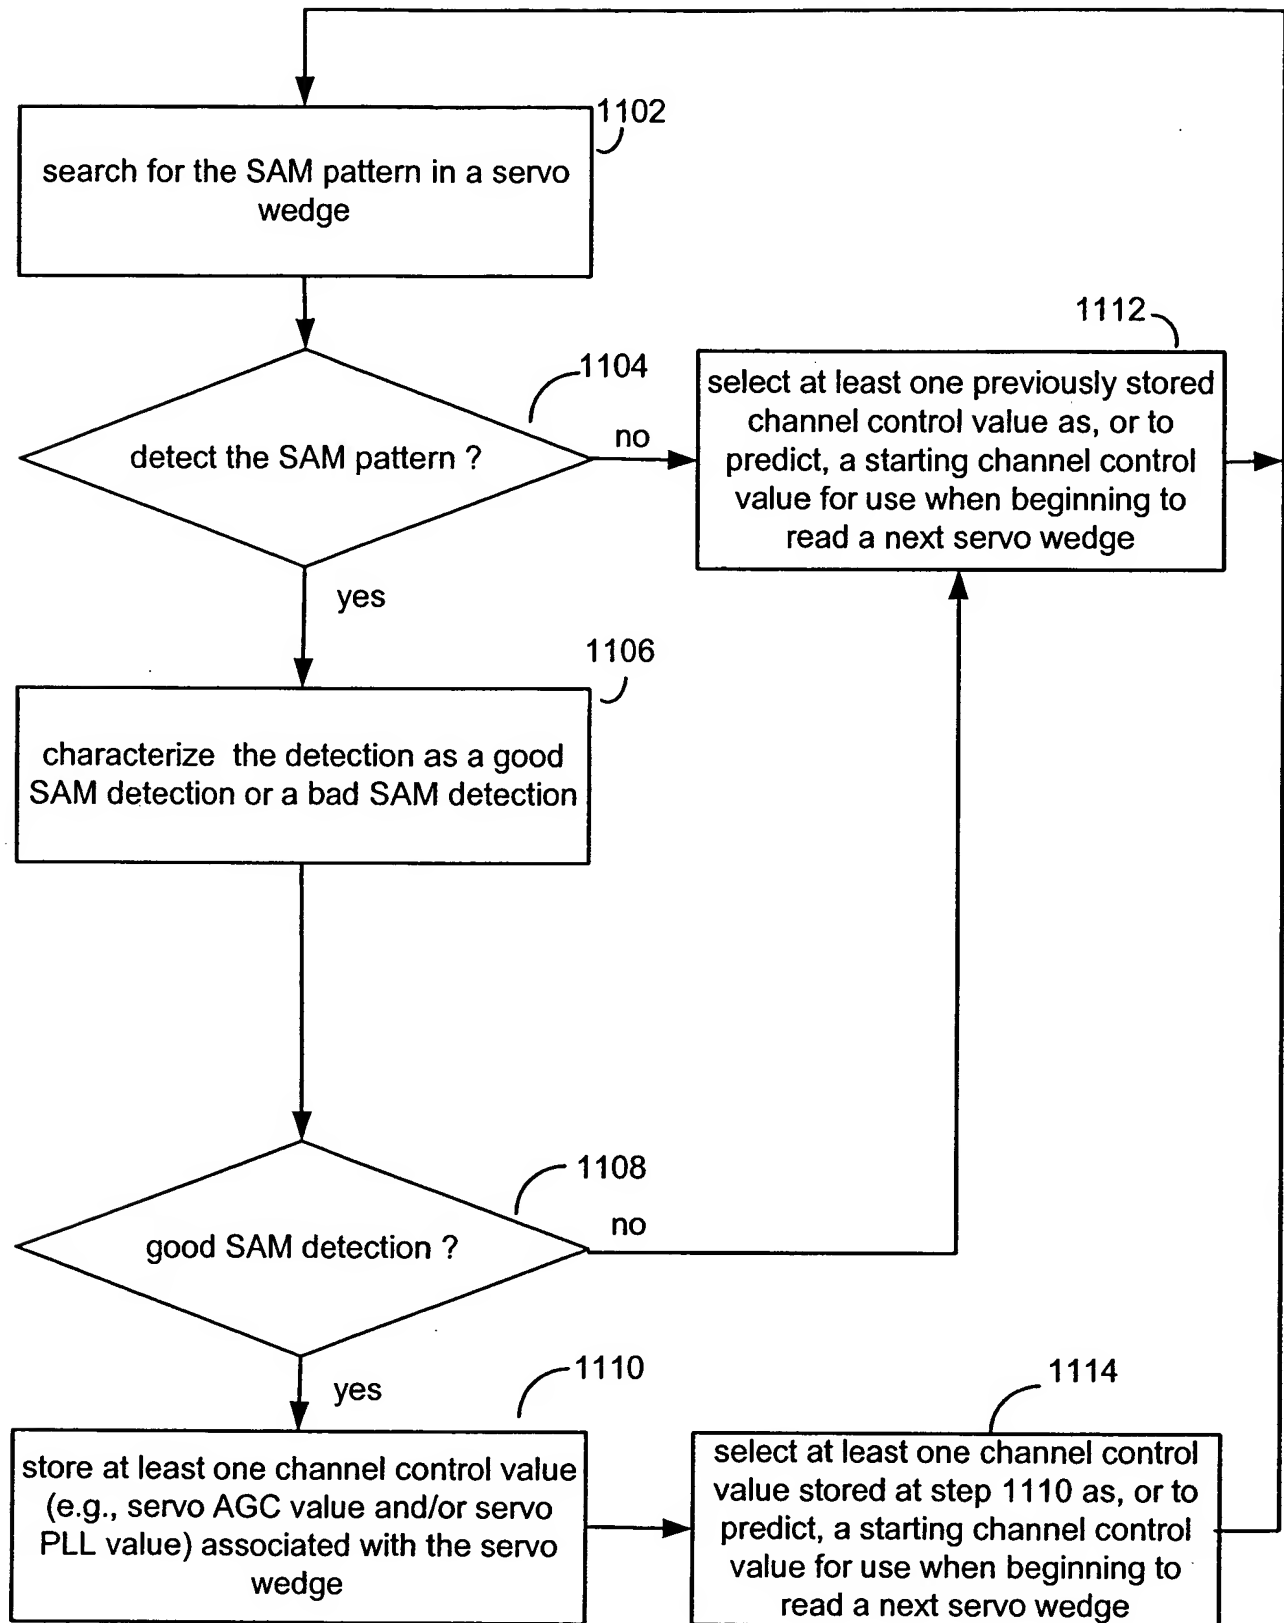 1102
search for the SAM pattern in a servo
wedge
1104
detect the SAM pattern ?
no
1112
select at least one previously stored
channel control value as, or to
predict, a starting channel control
value for use when beginning to
read a next servo wedge
yes
1106
characterize the detection as a good
SAM detection or a bad SAM detection
1108
good SAM detection ?
no
yes
1110
store at least one channel control value
(e.g., servo AGC value and/or servo
PLL value) associated with the servo
wedge
1114
select at least one channel control
value stored at step 1110 as, or to
predict, a starting channel control
value for use when beginning to
read a next servo wedge